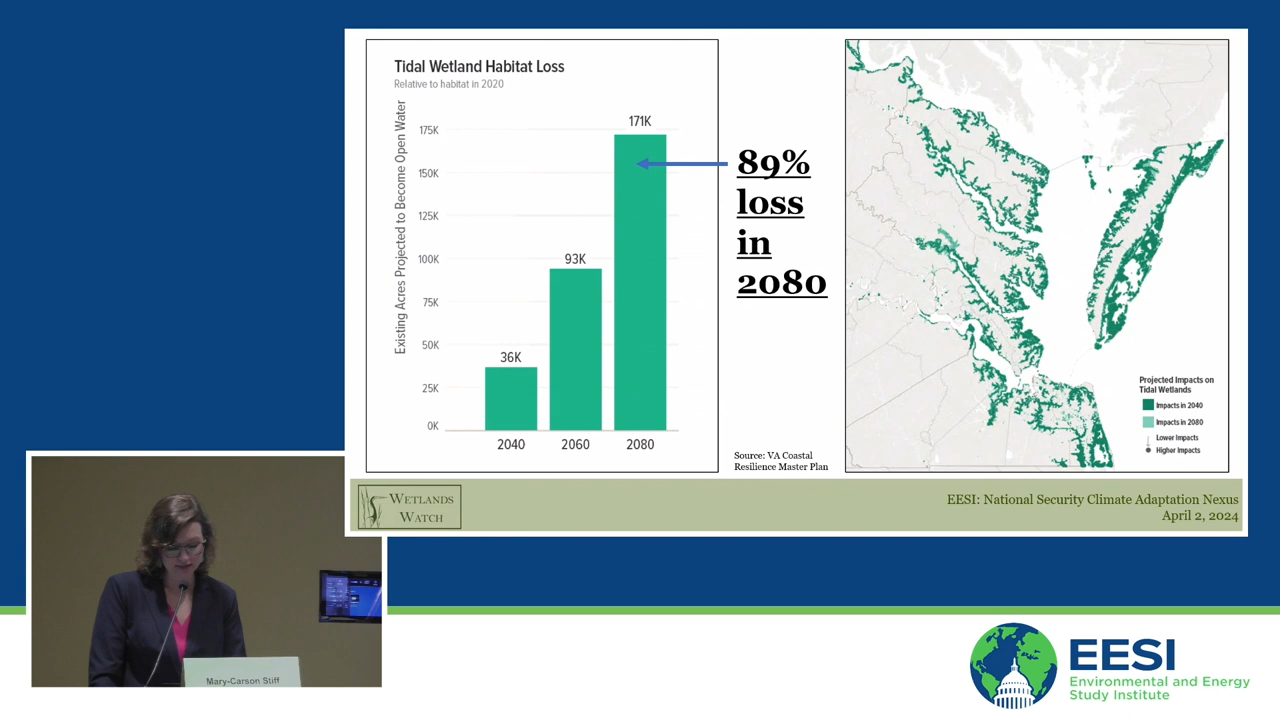 Tidal Wetland Habitat Loss
Relative to habitat in 2020
Existing Acres Projected to Become Open Water
175K
150K
125K
100K
75K
50K
25K
0K
36K
93K
171K
2040
2060
2080
89%
loss
in
2080
Source: VA Coastal
Resilience Master Plan
Projected Impacts on
Tidal Wetlands
Impacts in 2040
Impacts in 2080
Lower Impacts
Higher Impacts
WETLANDS
WATCH
EESI: National Security Climate Adaptation Nexus
April 2, 2024
Mary-Carson Stiff
EESI
Environmental and Energy
Study Institute